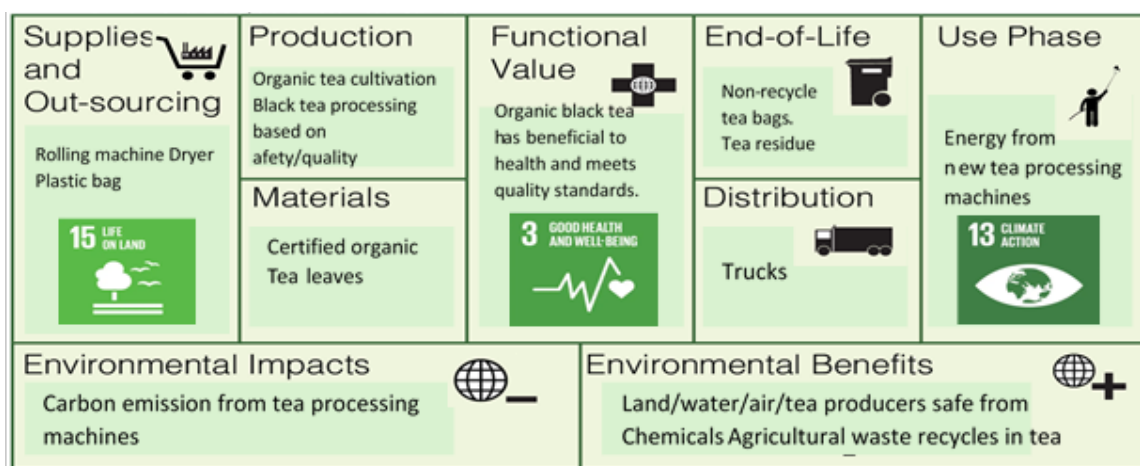 Supplies
and
Out-sourcing
Rolling machine Dryer
Plastic bag
15 LIFE
ON LAND
Production
Organic tea cultivation
Black tea processing
based on
afety/quality
Materials
Certified organic
Tea leaves
Functional
Value
Organic black tea
has beneficial to
health and meets
quality standards.
3 GOOD HEALTH
AND WELL-BEING
End-of-Life
Non-recycle
tea bags.
Tea residue
Distribution
Trucks
Use Phase
Energy from
new tea processing
machines
13 CLIMATE
ACTION
Environmental Impacts
Carbon emission from tea processing
machines
Environmental Benefits
Land/water/air/tea producers safe from
Chemicals Agricultural waste recycles in tea